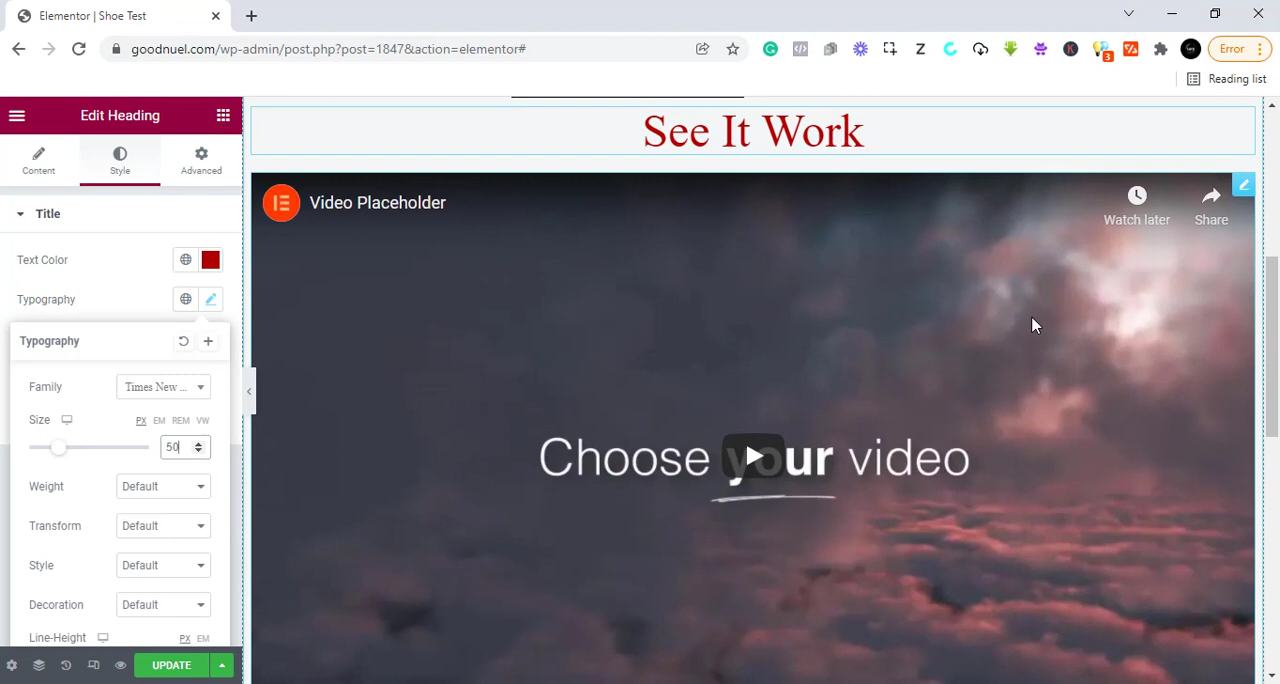 Elementor | Shoe Test
goodnuel.com/wp-admin/post.php?post=1847&action=elementor#
Z
K
3
Error
Reading list
Edit Heading
Content
Style
Advanced
Title
Text Color
Typography
Typography
Family
Times New ...
Size
PX EM REM VW
50
Weight
Default
Transform
Default
Style
Default
Decoration
Default
Line-Height
PX EM
UPDATE
See It Work
Video Placeholder
Watch later
Share
Choose your video